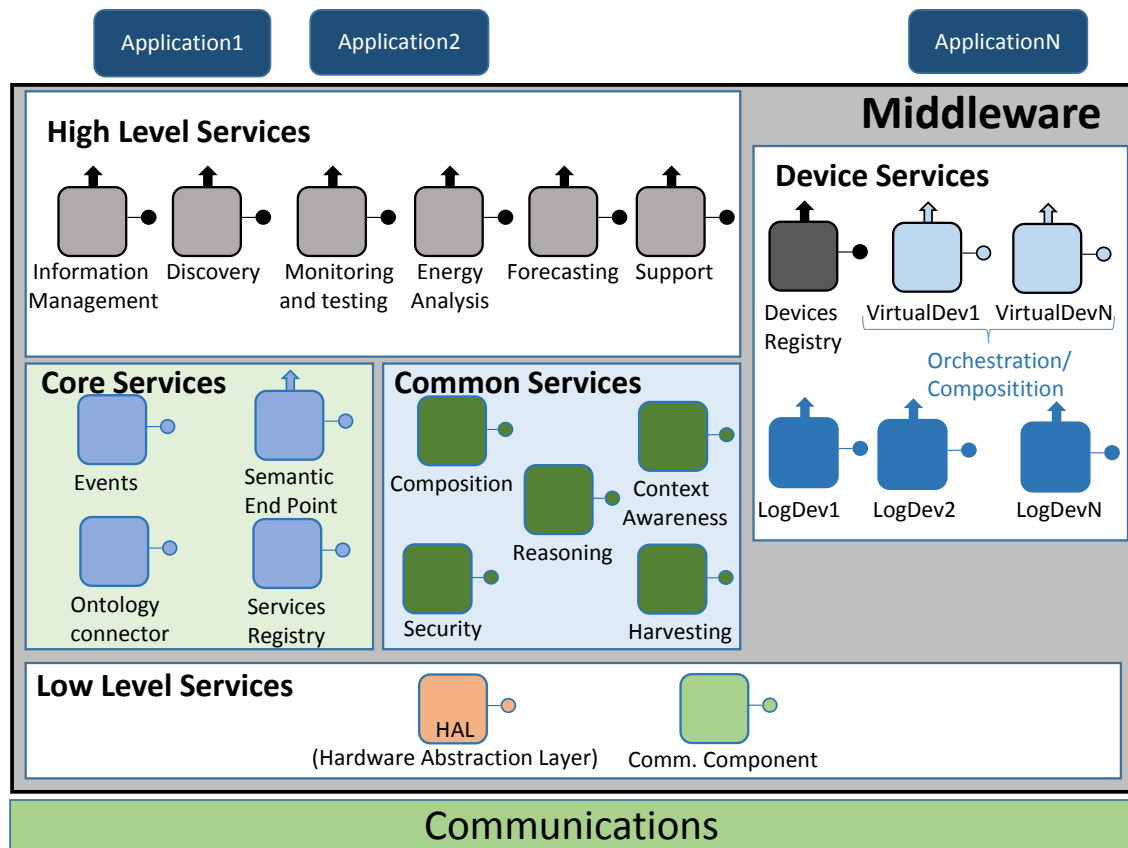 Application1
Application2
ApplicationN
Middleware
High Level Services
Information
Management
Discovery
Monitoring
and testing
Energy
Analysis
Forecasting
Support
Device Services
Devices
Registry
VirtualDev1
VirtualDevN
Orchestration/
Compositition
LogDev1
LogDev2
LogDevN
Core Services
Events
Semantic
End Point
Ontology
connector
Services
Registry
Common Services
Composition
Context
Awareness
Reasoning
Security
Harvesting
Low Level Services
HAL
(Hardware Abstraction Layer)
Comm. Component
Communications